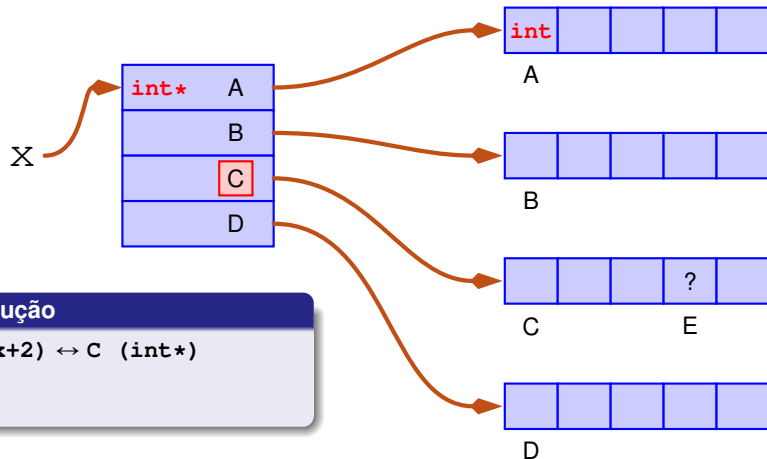 int
A
int* A
B
X
B
C
D
?
C E
ução
x+2) ↔ C (int*)
D